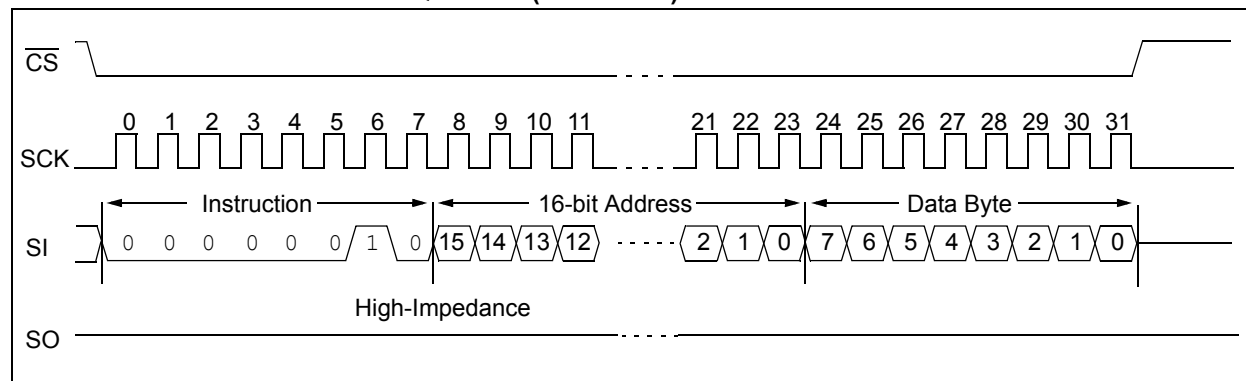 CS
0 1 2 3 4 5 6 7 8 9 10 11 21 22 23 24 25 26 27 28 29 30 31
SCK
Instruction 16-bit Address Data Byte
SI 0 0 0 0 0 0 1 0 15 14 13 12 2 1 0 7 6 5 4 3 2 1 0
High-Impedance
SO